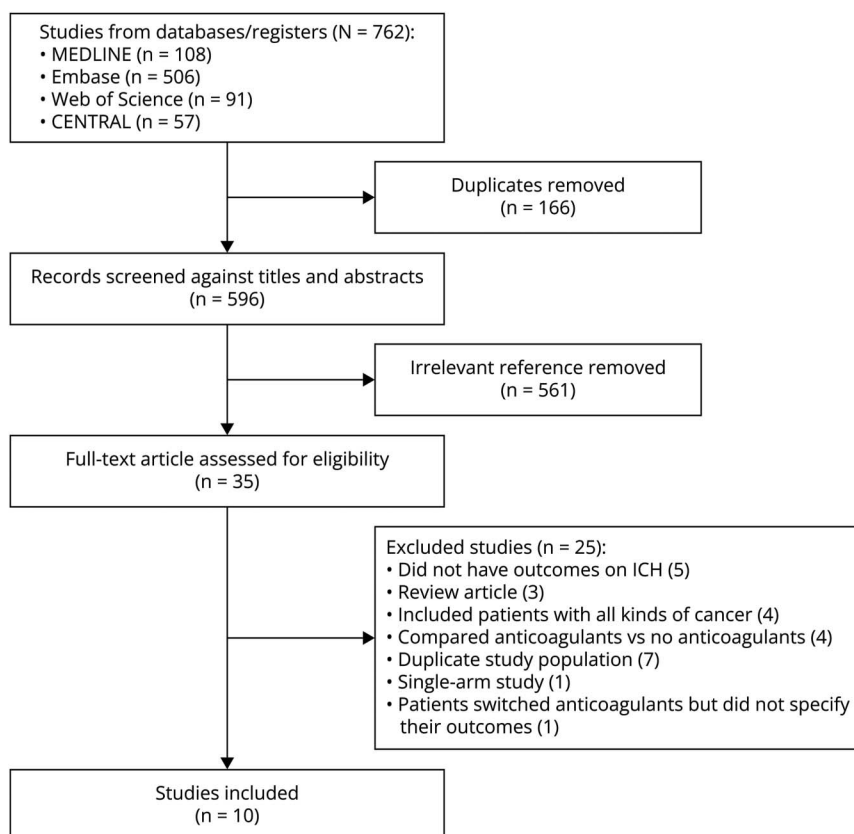 Studies from databases/registers (N = 762):
• MEDLINE (n = 108)
• Embase (n = 506)
• Web of Science (n = 91)
• CENTRAL (n = 57)
Duplicates removed
(n = 166)
Records screened against titles and abstracts
(n = 596)
Irrelevant reference removed
(n = 561)
Full-text article assessed for eligibility
(n = 35)
Excluded studies (n = 25):
• Did not have outcomes on ICH (5)
• Review article (3)
• Included patients with all kinds of cancer (4)
• Compared anticoagulants vs no anticoagulants (4)
• Duplicate study population (7)
• Single-arm study (1)
• Patients switched anticoagulants but did not specify
their outcomes (1)
Studies included
(n = 10)